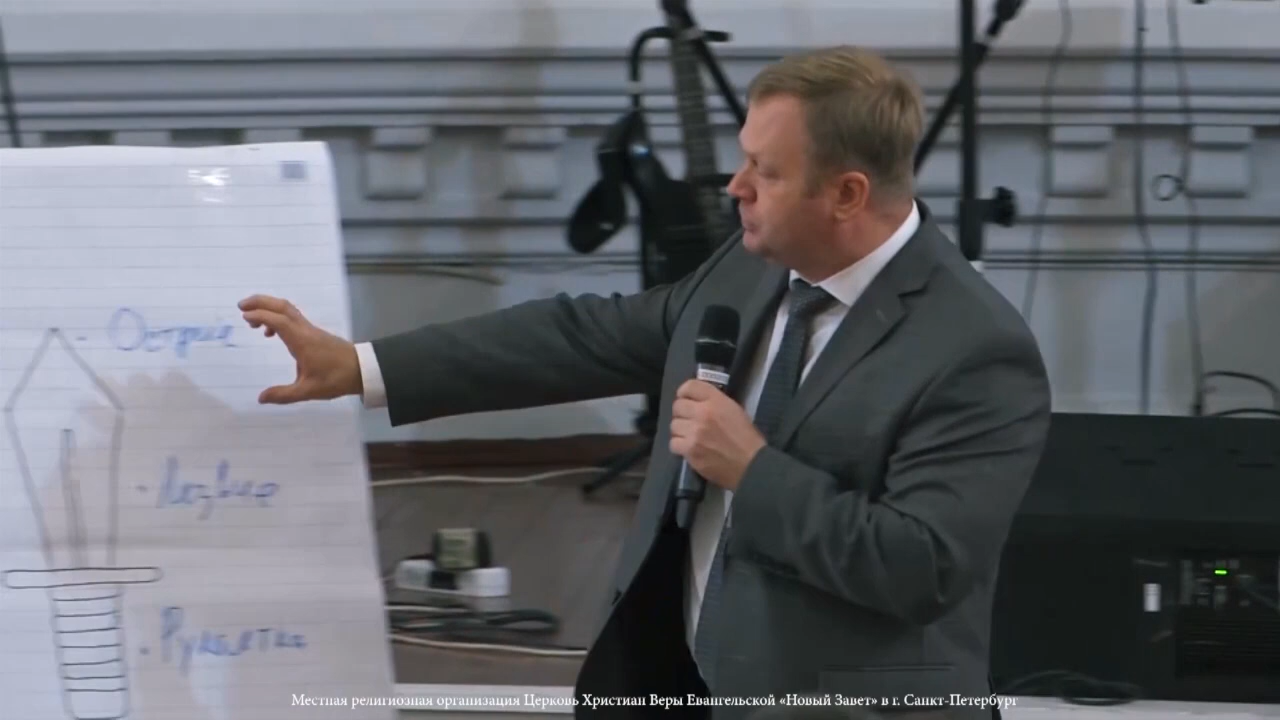 - Острие
- Лезвие
- Рукоятка
Местная религиозная организация Церковь Христиан Веры Евангельской «Новый Завет» в г. Санкт-Петербург